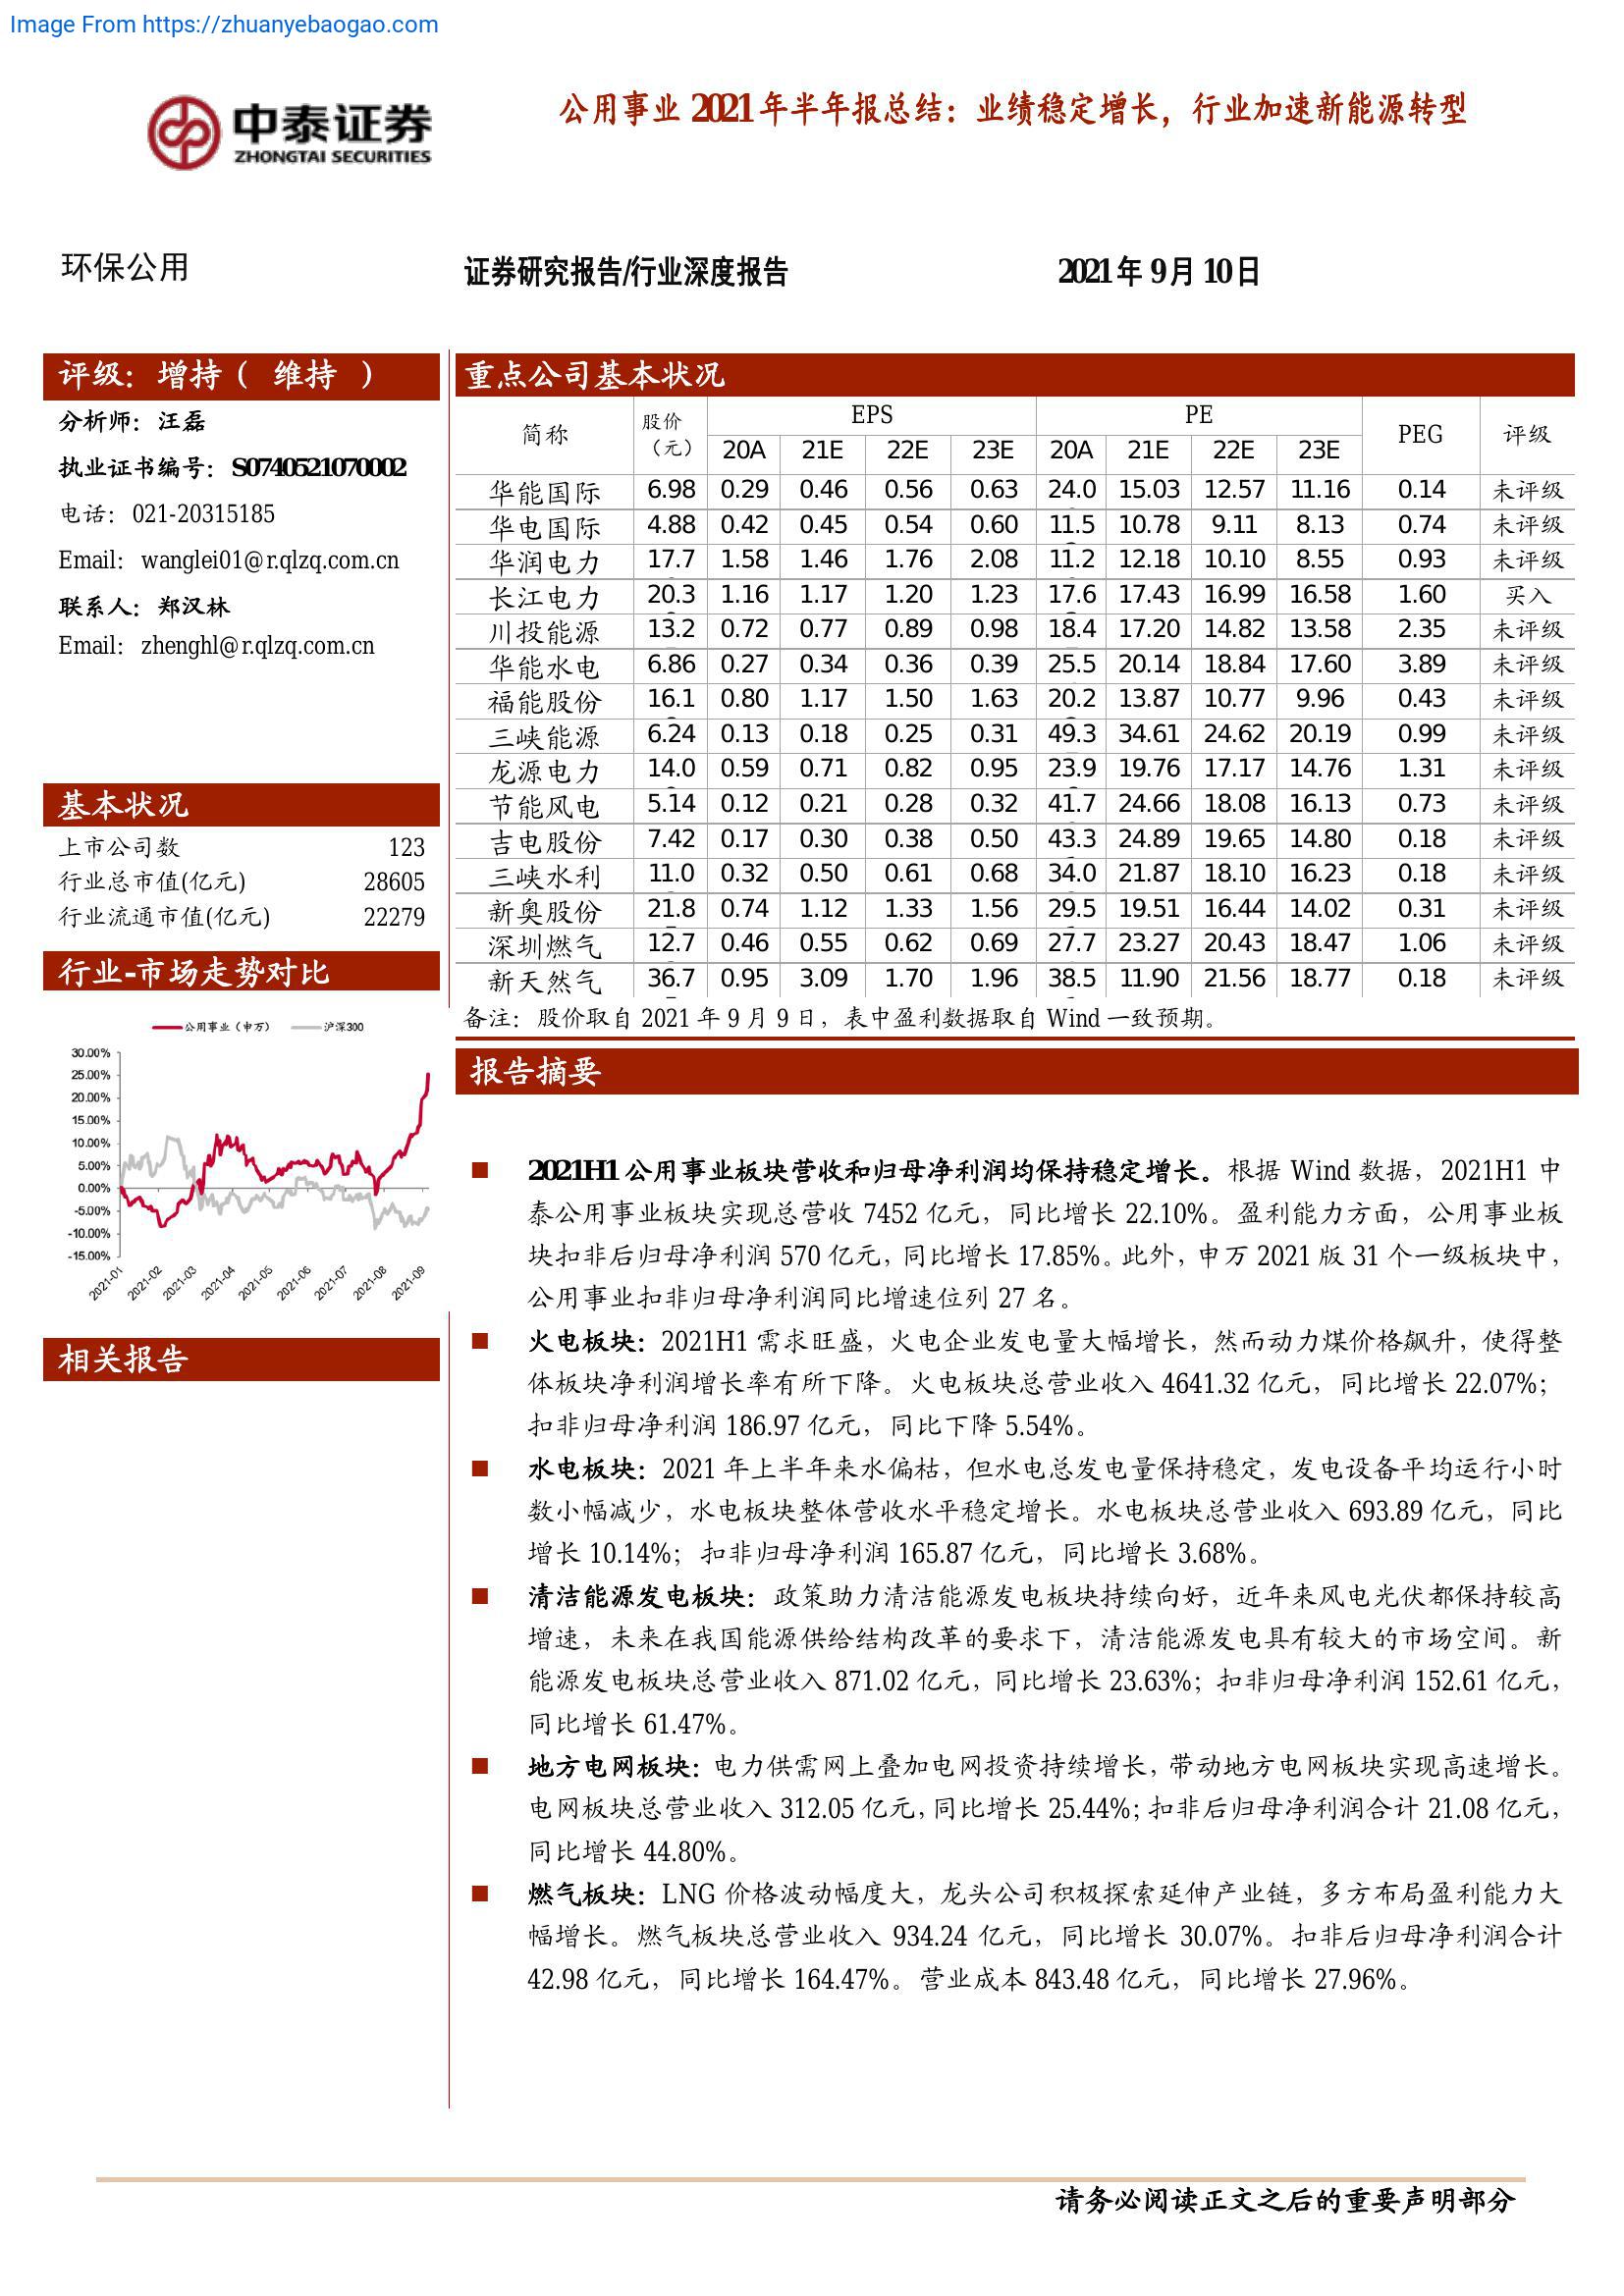 Image From https://zhuanyebaogao.com
中泰证券
ZHONGTAI SECURITIES
公用事业 2021 年半年报总结：业绩稳定增长，行业加速新能源转型
环保公用
证券研究报告/行业深度报告
2021 年 9 月 10 日
评级：增持（ 维持 ）
分析师：汪磊
执业证书编号：S0740521070002
电话：021-20315185
Email：wanglei01@r.qlzq.com.cn
联系人：郑汉林
Email：zhenghl@r.qlzq.com.cn
基本状况
上市公司数 123
行业总市值(亿元) 28605
行业流通市值(亿元) 22279
行业-市场走势对比
公用事业（申万） 沪深300
30.00%
25.00%
20.00%
15.00%
10.00%
5.00%
0.00%
-5.00%
-10.00%
-15.00%
2021-01 2021-02 2021-03 2021-04 2021-05 2021-06 2021-07 2021-08 2021-09
相关报告
重点公司基本状况
简称 股价（元） EPS PE PEG 评级
20A 21E 22E 23E 20A 21E 22E 23E
华能国际 6.98 0.29 0.46 0.56 0.63 24.0 15.03 12.57 11.16 0.14 未评级
华电国际 4.88 0.42 0.45 0.54 0.60 11.5 10.78 9.11 8.13 0.74 未评级
华润电力 17.7 1.58 1.46 1.76 2.08 11.2 12.18 10.10 8.55 0.93 未评级
长江电力 20.3 1.16 1.17 1.20 1.23 17.6 17.43 16.99 16.58 1.60 买入
川投能源 13.2 0.72 0.77 0.89 0.98 18.4 17.20 14.82 13.58 2.35 未评级
华能水电 6.86 0.27 0.34 0.36 0.39 25.5 20.14 18.84 17.60 3.89 未评级
福能股份 16.1 0.80 1.17 1.50 1.63 20.2 13.87 10.77 9.96 0.43 未评级
三峡能源 6.24 0.13 0.18 0.25 0.31 49.3 34.61 24.62 20.19 0.99 未评级
龙源电力 14.0 0.59 0.71 0.82 0.95 23.9 19.76 17.17 14.76 1.31 未评级
节能风电 5.14 0.12 0.21 0.28 0.32 41.7 24.66 18.08 16.13 0.73 未评级
吉电股份 7.42 0.17 0.30 0.38 0.50 43.3 24.89 19.65 14.80 0.18 未评级
三峡水利 11.0 0.32 0.50 0.61 0.68 34.0 21.87 18.10 16.23 0.18 未评级
新奥股份 21.8 0.74 1.12 1.33 1.56 29.5 19.51 16.44 14.02 0.31 未评级
深圳燃气 12.7 0.46 0.55 0.62 0.69 27.7 23.27 20.43 18.47 1.06 未评级
新天然气 36.7 0.95 3.09 1.70 1.96 38.5 11.90 21.56 18.77 0.18 未评级
备注：股价取自 2021 年 9 月 9 日，表中盈利数据取自 Wind 一致预期。
报告摘要
■ 2021H1 公用事业板块营收和归母净利润均保持稳定增长。根据 Wind 数据，2021H1 中
泰公用事业板块实现总营收 7452 亿元，同比增长 22.10%。盈利能力方面，公用事业板
块扣非后归母净利润 570 亿元，同比增长 17.85%。此外，申万 2021 版 31 个一级板块中，
公用事业扣非归母净利润同比增速位列 27 名。
■ 火电板块：2021H1 需求旺盛，火电企业发电量大幅增长，然而动力煤价格飙升，使得整
体板块净利润增长率有所下降。火电板块总营业收入 4641.32 亿元，同比增长 22.07%；
扣非归母净利润 186.97 亿元，同比下降 5.54%。
■ 水电板块：2021 年上半年来水偏枯，但水电总发电量保持稳定，发电设备平均运行小时
数小幅减少，水电板块整体营收水平稳定增长。水电板块总营业收入 693.89 亿元，同比
增长 10.14%；扣非归母净利润 165.87 亿元，同比增长 3.68%。
■ 清洁能源发电板块：政策助力清洁能源发电板块持续向好，近年来风电光伏都保持较高
增速，未来在我国能源供给结构改革的要求下，清洁能源发电具有较大的市场空间。新
能源发电板块总营业收入 871.02 亿元，同比增长 23.63%；扣非归母净利润 152.61 亿元，
同比增长 61.47%。
■ 地方电网板块：电力供需网上叠加电网投资持续增长，带动地方电网板块实现高速增长。
电网板块总营业收入 312.05 亿元，同比增长 25.44%；扣非后归母净利润合计 21.08 亿元，
同比增长 44.80%。
■ 燃气板块：LNG 价格波动幅度大，龙头公司积极探索延伸产业链，多方布局盈利能力大
幅增长。燃气板块总营业收入 934.24 亿元，同比增长 30.07%。扣非后归母净利润合计
42.98 亿元，同比增长 164.47%。营业成本 843.48 亿元，同比增长 27.96%。
请务必阅读正文之后的重要声明部分